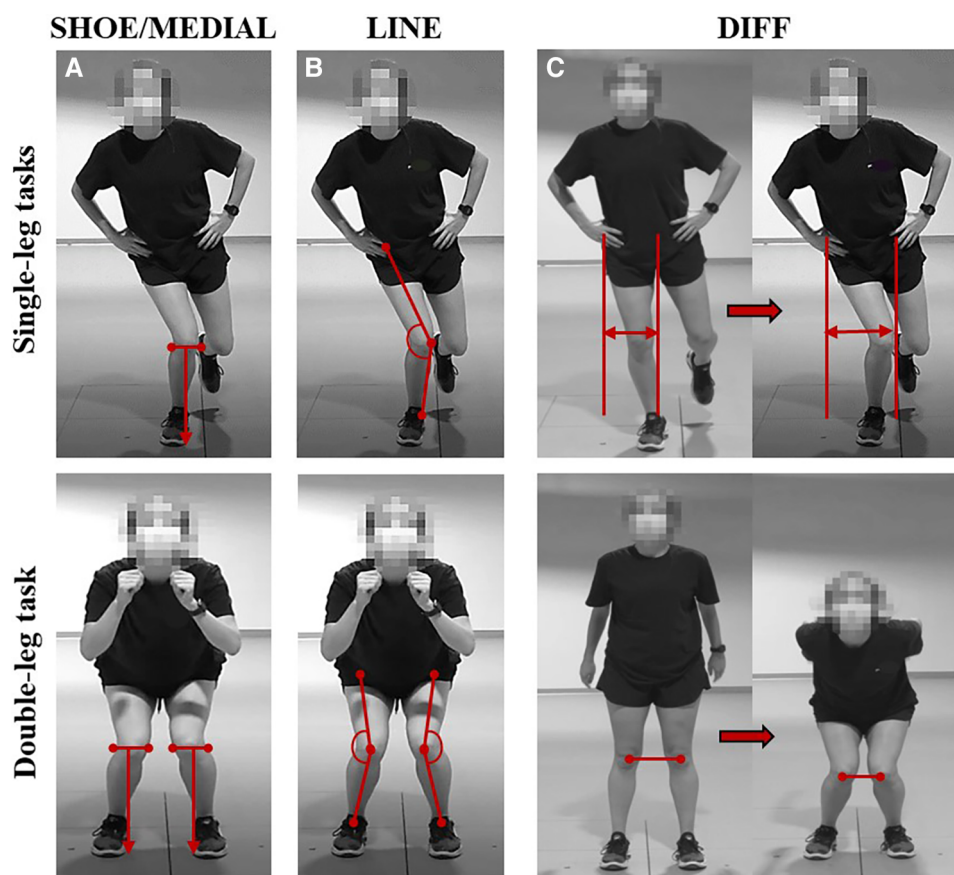 SHOE/MEDIAL
LINE
DIFF
A
B
C
Single-leg tasks
Double-leg task